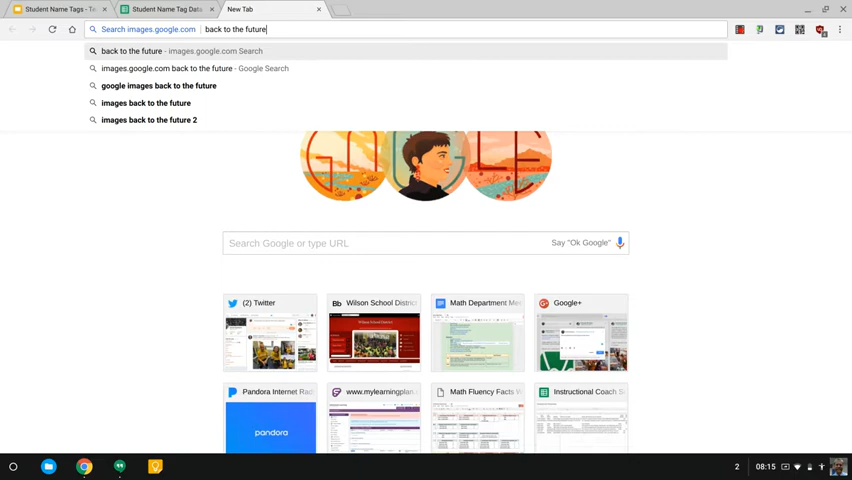 Student Name Tags - Te
Student Name Tag Data
New Tab
Search images.google.com back to the future
back to the future - images.google.com Search
images.google.com back to the future - Google Search
google images back to the future
images back to the future
images back to the future 2
Search Google or type URL
Say "Ok Google"
(2) Twitter
Bb Wilson School District
Math Department Mee
Google+
Pandora Internet Rad
www.mylearningplan.
Math Fluency Facts W
Instructional Coach S
pandora
2
08:15